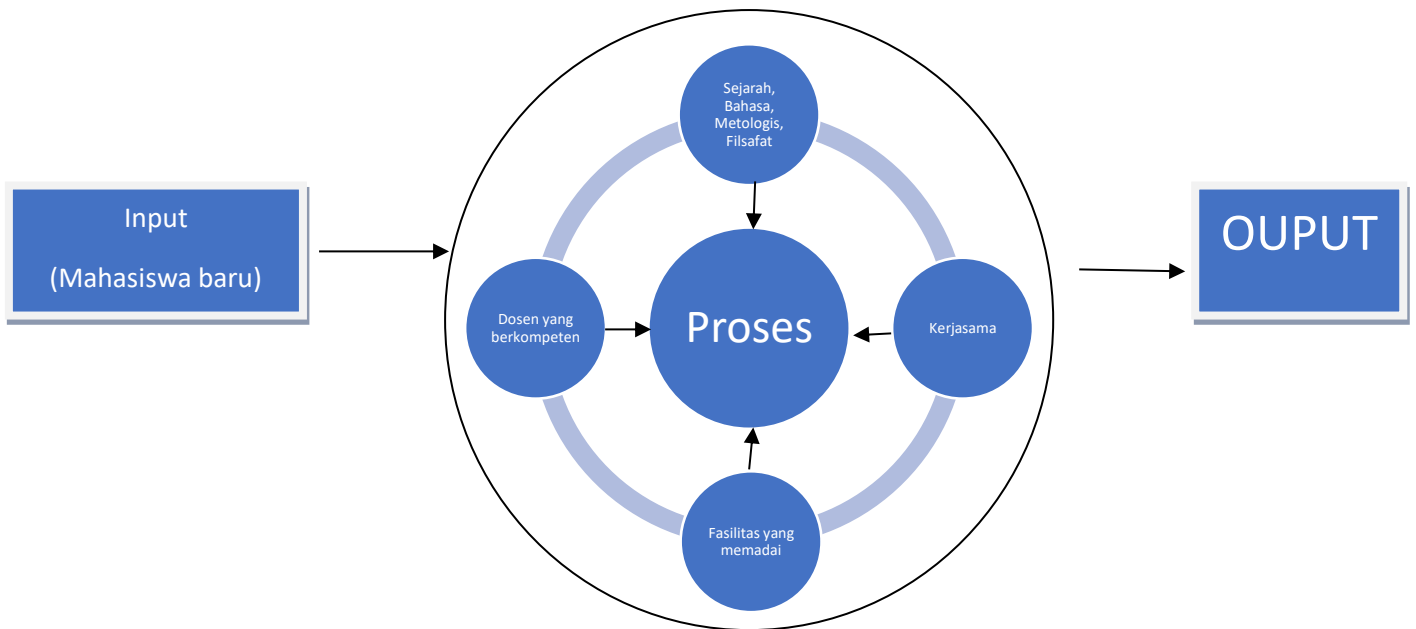 Sejarah,
Bahasa,
Metologis,
Filsafat
Input
(Mahasiswa baru)
OUPUT
Dosen yang
berkompeten
Proses
Kerjasama
Fasilitas yang
memadai